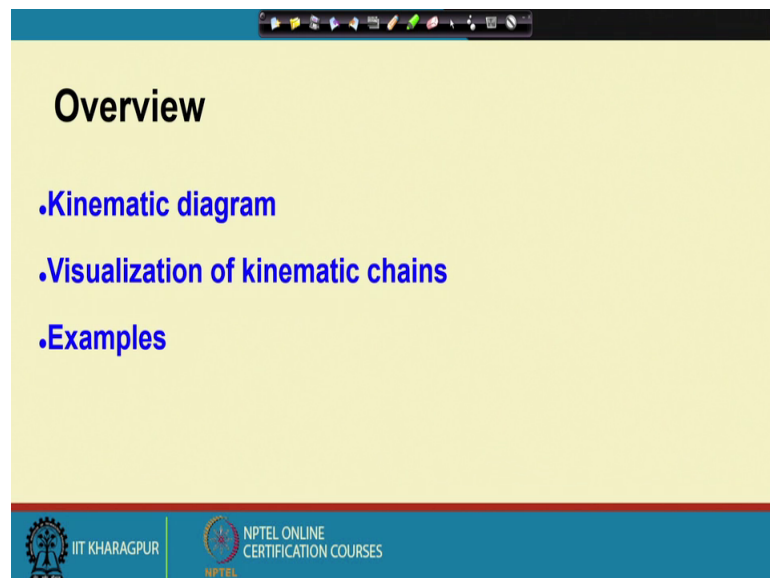 Overview
•Kinematic diagram
•Visualization of kinematic chains
•Examples
IIT KHARAGPUR
NPTEL
NPTEL ONLINE
CERTIFICATION COURSES